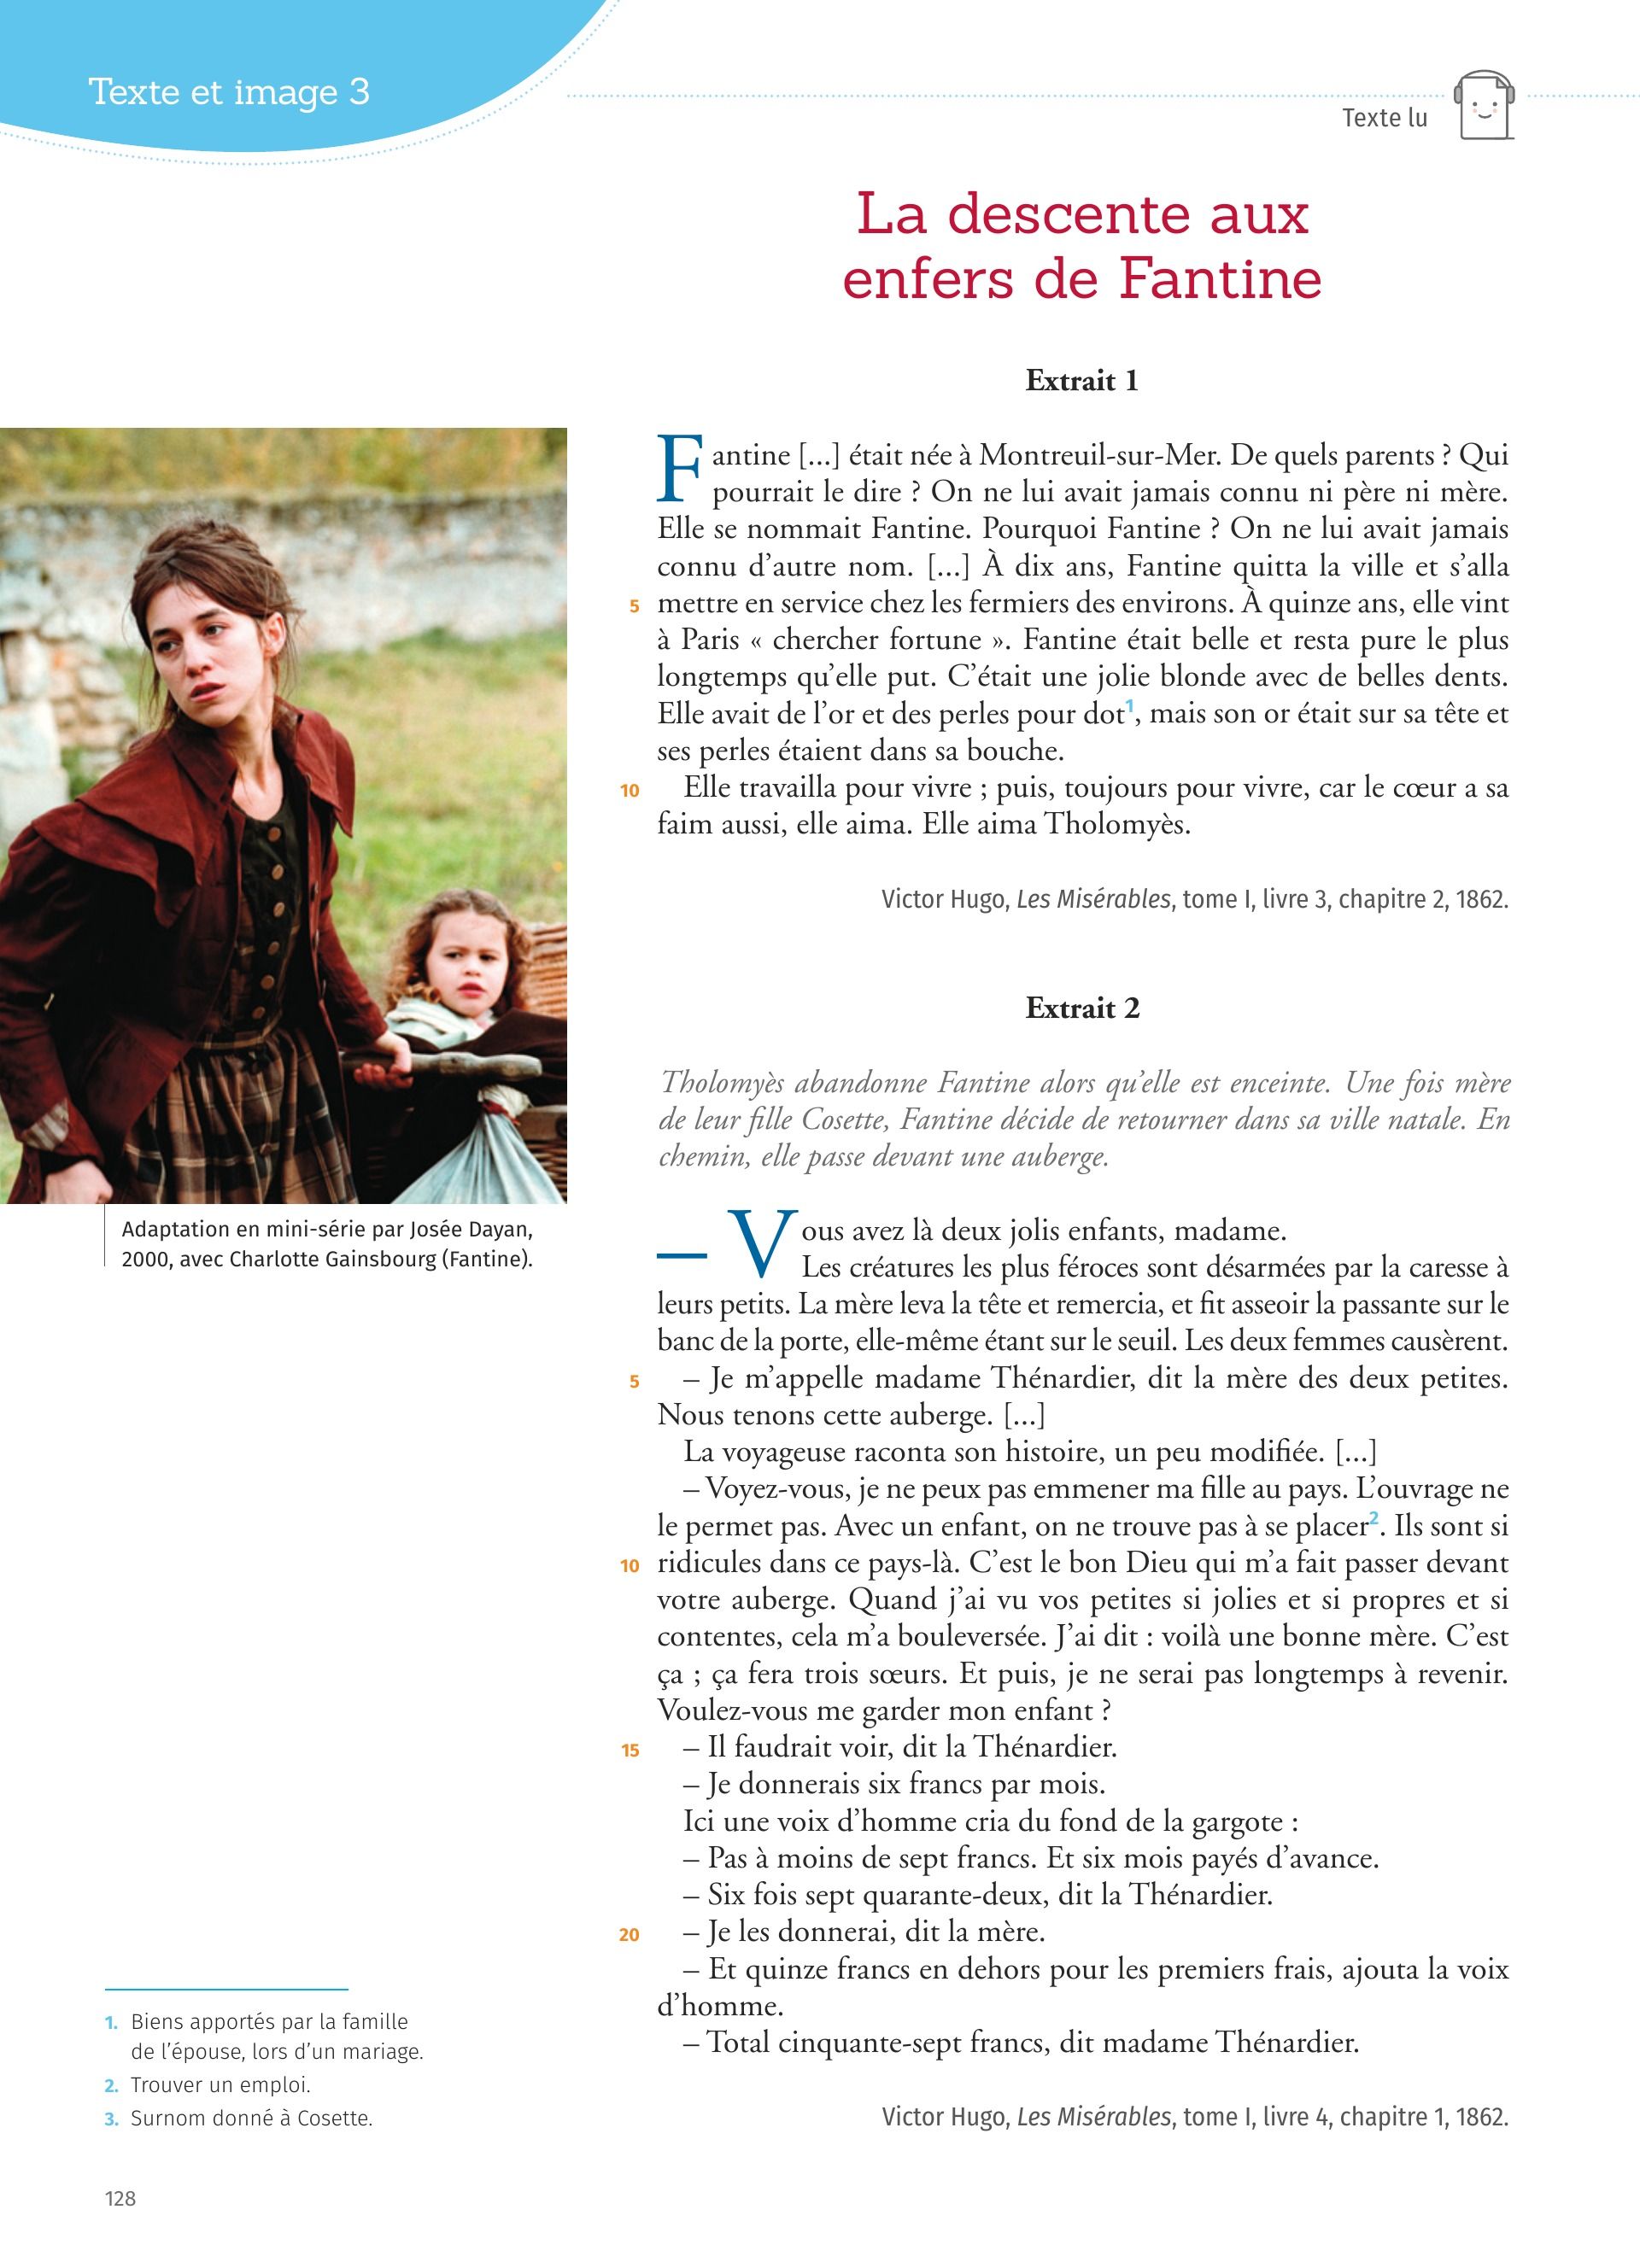 Texte et image 3
Texte lu
La descente aux
enfers de Fantine
Extrait 1
Fantine [...] était née à Montreuil-sur-Mer. De quels parents ? Qui
pourrait le dire ? On ne lui avait jamais connu ni père ni mère.
Elle se nommait Fantine. Pourquoi Fantine ? On ne lui avait jamais
connu d’autre nom. [...] À dix ans, Fantine quitta la ville et s’alla
5 mettre en service chez les fermiers des environs. À quinze ans, elle vint
à Paris « chercher fortune ». Fantine était belle et resta pure le plus
longtemps qu’elle put. C’était une jolie blonde avec de belles dents.
Elle avait de l’or et des perles pour dot1, mais son or était sur sa tête et
ses perles étaient dans sa bouche.
10 Elle travailla pour vivre ; puis, toujours pour vivre, car le cœur a sa
faim aussi, elle aima. Elle aima Tholomyès.
Victor Hugo, Les Misérables, tome I, livre 3, chapitre 2, 1862.
Extrait 2
Tholomyès abandonne Fantine alors qu’elle est enceinte. Une fois mère
de leur fille Cosette, Fantine décide de retourner dans sa ville natale. En
chemin, elle passe devant une auberge.
– Vous avez là deux jolis enfants, madame.
Les créatures les plus féroces sont désarmées par la caresse à
leurs petits. La mère leva la tête et remercia, et fit asseoir la passante sur le
banc de la porte, elle-même étant sur le seuil. Les deux femmes causèrent.
5 – Je m’appelle madame Thénardier, dit la mère des deux petites.
Nous tenons cette auberge. [...]
La voyageuse raconta son histoire, un peu modifiée. [...]
– Voyez-vous, je ne peux pas emmener ma fille au pays. L’ouvrage ne
le permet pas. Avec un enfant, on ne trouve pas à se placer2. Ils sont si
10 ridicules dans ce pays-là. C’est le bon Dieu qui m’a fait passer devant
votre auberge. Quand j’ai vu vos petites si jolies et si propres et si
contentes, cela m’a bouleversée. J’ai dit : voilà une bonne mère. C’est
ça ; ça fera trois sœurs. Et puis, je ne serai pas longtemps à revenir.
Voulez-vous me garder mon enfant ?
15 – Il faudrait voir, dit la Thénardier.
– Je donnerais six francs par mois.
Ici une voix d’homme cria du fond de la gargote :
– Pas à moins de sept francs. Et six mois payés d’avance.
– Six fois sept quarante-deux, dit la Thénardier.
20 – Je les donnerai, dit la mère.
– Et quinze francs en dehors pour les premiers frais, ajouta la voix
d’homme.
– Total cinquante-sept francs, dit madame Thénardier.
Victor Hugo, Les Misérables, tome I, livre 4, chapitre 1, 1862.
Adaptation en mini-série par Josée Dayan,
2000, avec Charlotte Gainsbourg (Fantine).
1. Biens apportés par la famille
de l’épouse, lors d’un mariage.
2. Trouver un emploi.
3. Surnom donné à Cosette.
128